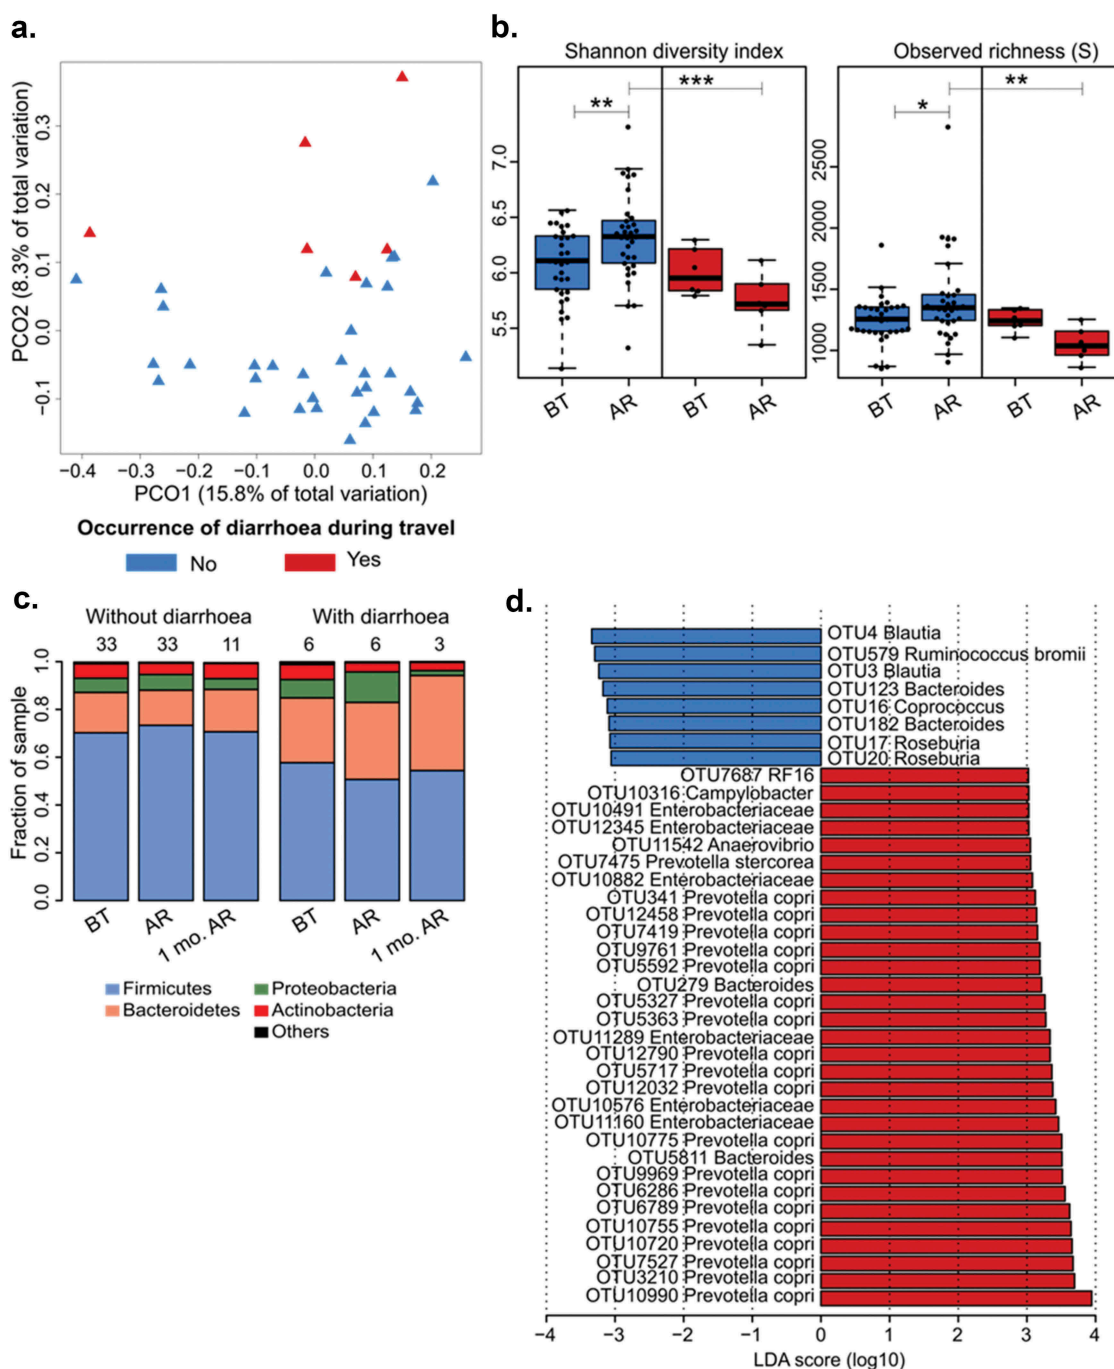 a.
PCO2 (8.3% of total variation)
0.3
0.2
0.1
0.0
−0.1
−0.4 −0.3 −0.2 −0.1 0.0 0.1 0.2
PCO1 (15.8% of total variation)
Occurrence of diarrhoea during travel
No Yes
b.
Shannon diversity index
*** 
**
7.0
6.5
6.0
5.5
BT AR BT AR
Observed richness (S)
**
*
2500
2000
1500
1000
BT AR BT AR
c.
Without diarrhoea With diarrhoea
33 33 11 6 6 3
Fraction of sample
1.0
0.8
0.6
0.4
0.2
0.0
BT AR 1 mo. AR BT AR 1 mo. AR
Firmicutes Proteobacteria
Bacteroidetes Actinobacteria
Others
d.
OTU4 Blautia
OTU579 Ruminococcus bromii
OTU3 Blautia
OTU123 Bacteroides
OTU16 Coprococcus
OTU182 Bacteroides
OTU17 Roseburia
OTU20 Roseburia
OTU7687 RF16
OTU10316 Campylobacter
OTU10491 Enterobacteriaceae
OTU12345 Enterobacteriaceae
OTU11542 Anaerovibrio
OTU7475 Prevotella stercorea
OTU10882 Enterobacteriaceae
OTU341 Prevotella copri
OTU12458 Prevotella copri
OTU7419 Prevotella copri
OTU9761 Prevotella copri
OTU5592 Prevotella copri
OTU279 Bacteroides
OTU5327 Prevotella copri
OTU5363 Prevotella copri
OTU11289 Enterobacteriaceae
OTU12790 Prevotella copri
OTU5717 Prevotella copri
OTU12032 Prevotella copri
OTU10576 Enterobacteriaceae
OTU11160 Enterobacteriaceae
OTU10775 Prevotella copri
OTU5811 Bacteroides
OTU9969 Prevotella copri
OTU6286 Prevotella copri
OTU6789 Prevotella copri
OTU10755 Prevotella copri
OTU10720 Prevotella copri
OTU7527 Prevotella copri
OTU3210 Prevotella copri
OTU10990 Prevotella copri
−4 −3 −2 −1 0 1 2 3 4
LDA score (log10)